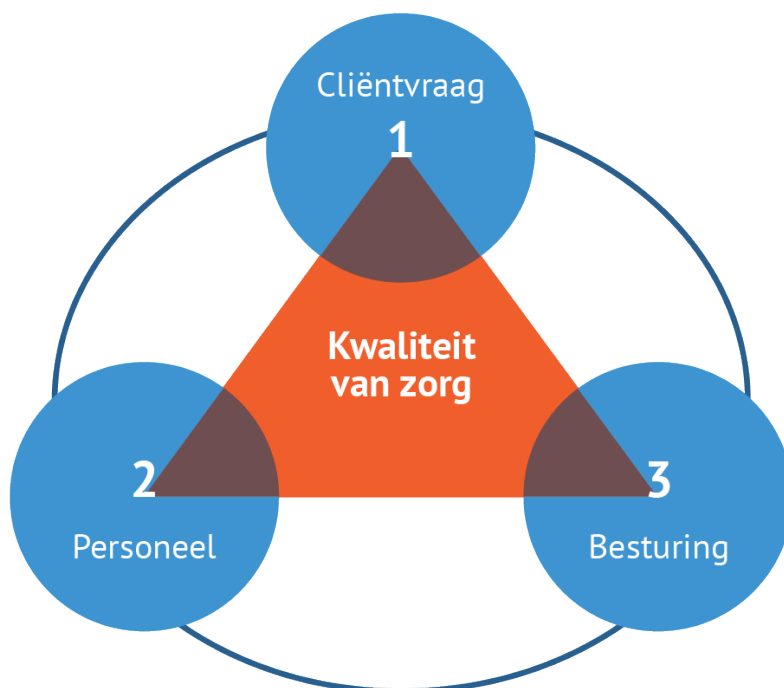 Cliëntvraag
1
Kwaliteit
van zorg
2
3
Personeel
Besturing